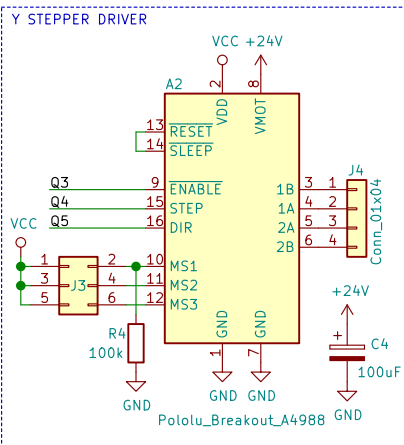 Y STEPPER DRIVER
VCC +24V
A2
2 8
VDD VMOT
13 RESET
14 SLEEP
J4
Q3 9 ENABLE 1B 3 1
Q4 15 STEP 1A 4 2
Q5 16 DIR 2A 5 3
2B 6 4
Conn_01x04
VCC
1 2 10 MS1
3 J3 4 11 MS2
5 6 12 MS3
+24V
R4
100k
GND GND
1 7
+
C4
100uF
GND GND GND
GND
Pololu_Breakout_A4988